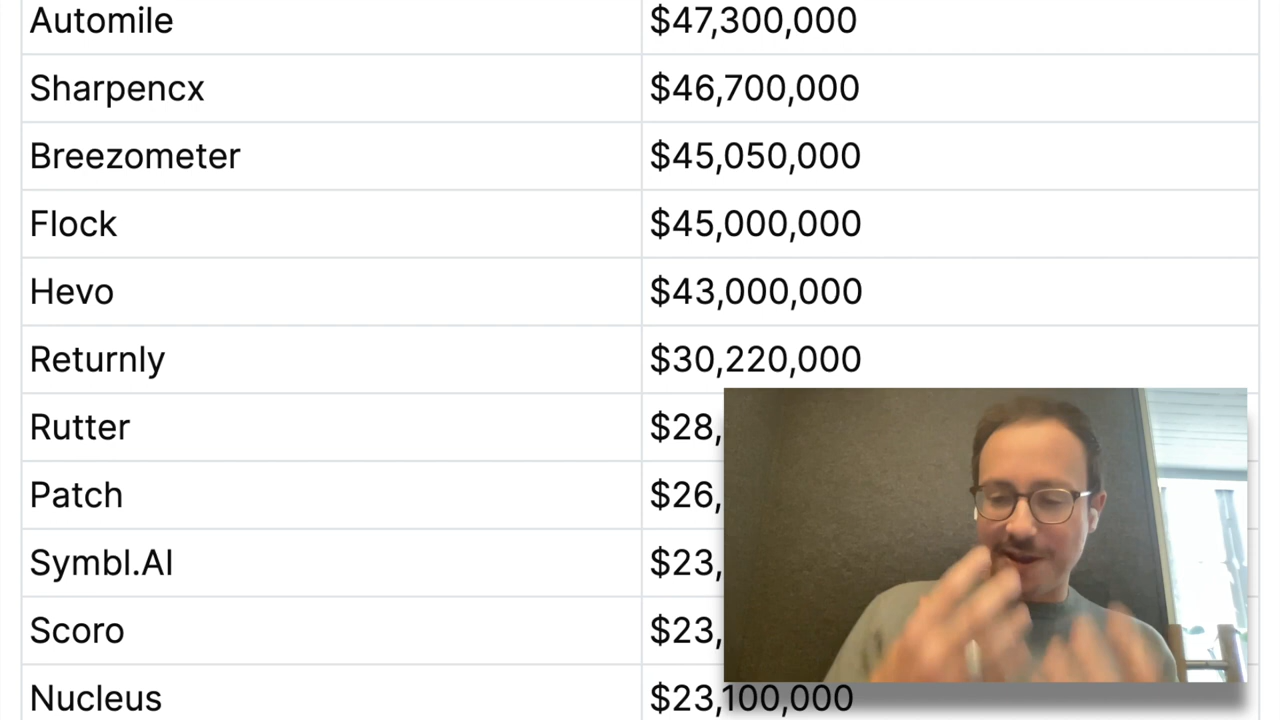 Automile $47,300,000
Sharpencx $46,700,000
Breezometer $45,050,000
Flock $45,000,000
Hevo $43,000,000
Returnly $30,220,000
Rutter $28,
Patch $26,
Symbl.AI $23,
Scoro $23,
Nucleus $23,100,000